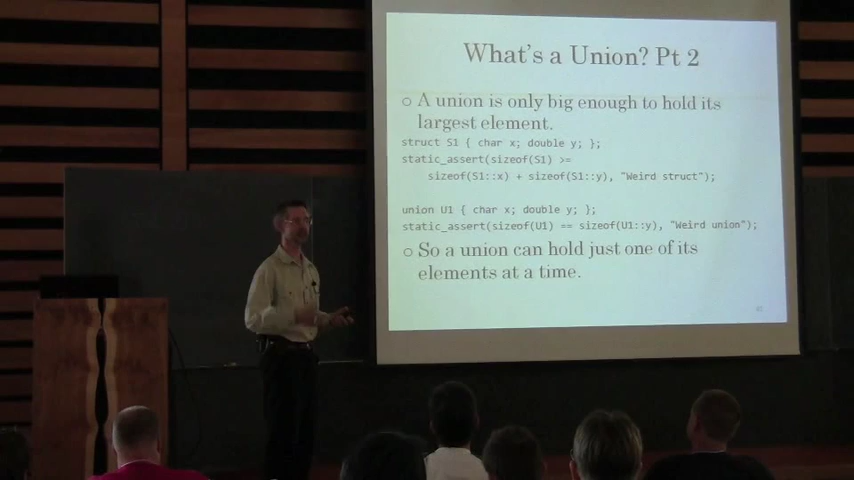 What's a Union? Pt 2
○ A union is only big enough to hold its
largest element.
struct S1 { char x; double y; };
static_assert(sizeof(S1) >=
sizeof(S1::x) + sizeof(S1::y), "Weird struct");
union U1 { char x; double y; };
static_assert(sizeof(U1) == sizeof(U1::y), "Weird union");
○ So a union can hold just one of its
elements at a time.